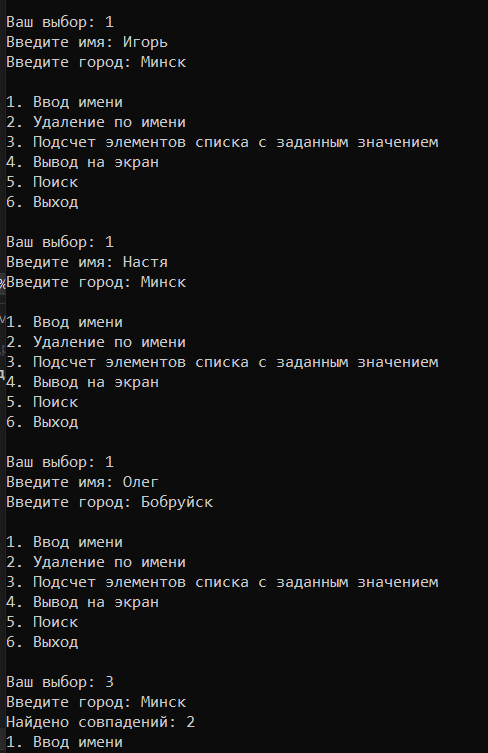 Ваш выбор: 1
Введите имя: Игорь
Введите город: Минск
1. Ввод имени
2. Удаление по имени
3. Подсчет элементов списка с заданным значением
4. Вывод на экран
5. Поиск
6. Выход
Ваш выбор: 1
Введите имя: Настя
Введите город: Минск
1. Ввод имени
2. Удаление по имени
3. Подсчет элементов списка с заданным значением
4. Вывод на экран
5. Поиск
6. Выход
Ваш выбор: 1
Введите имя: Олег
Введите город: Бобруйск
1. Ввод имени
2. Удаление по имени
3. Подсчет элементов списка с заданным значением
4. Вывод на экран
5. Поиск
6. Выход
Ваш выбор: 3
Введите город: Минск
Найдено совпадений: 2
1. Ввод имени